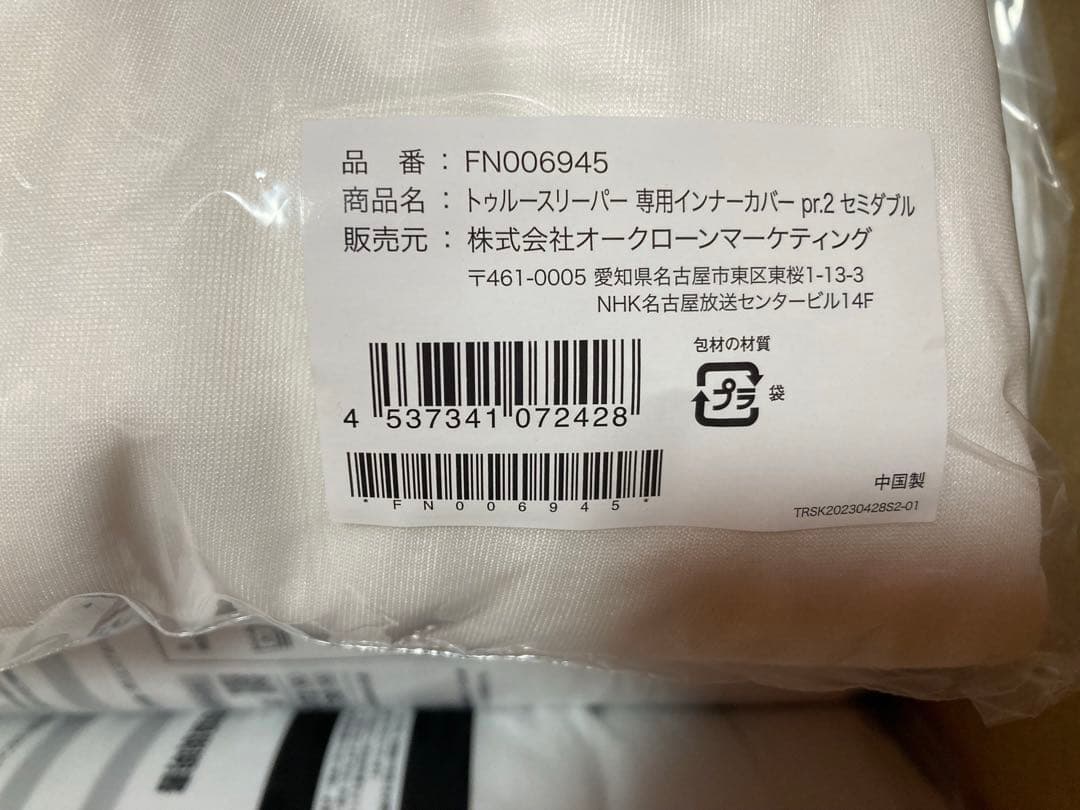 品　番 : FN006945
商品名 : トゥルースリーパー 専用インナーカバー pr.2 セミダブル
販売元 : 株式会社オークローンマーケティング
〒461-0005 愛知県名古屋市東区東桜1-13-3
NHK名古屋放送センタービル14F
包材の材質
プラ
袋
4 537341 072428
*FN006945*
中国製
TRSK20230428S2-01